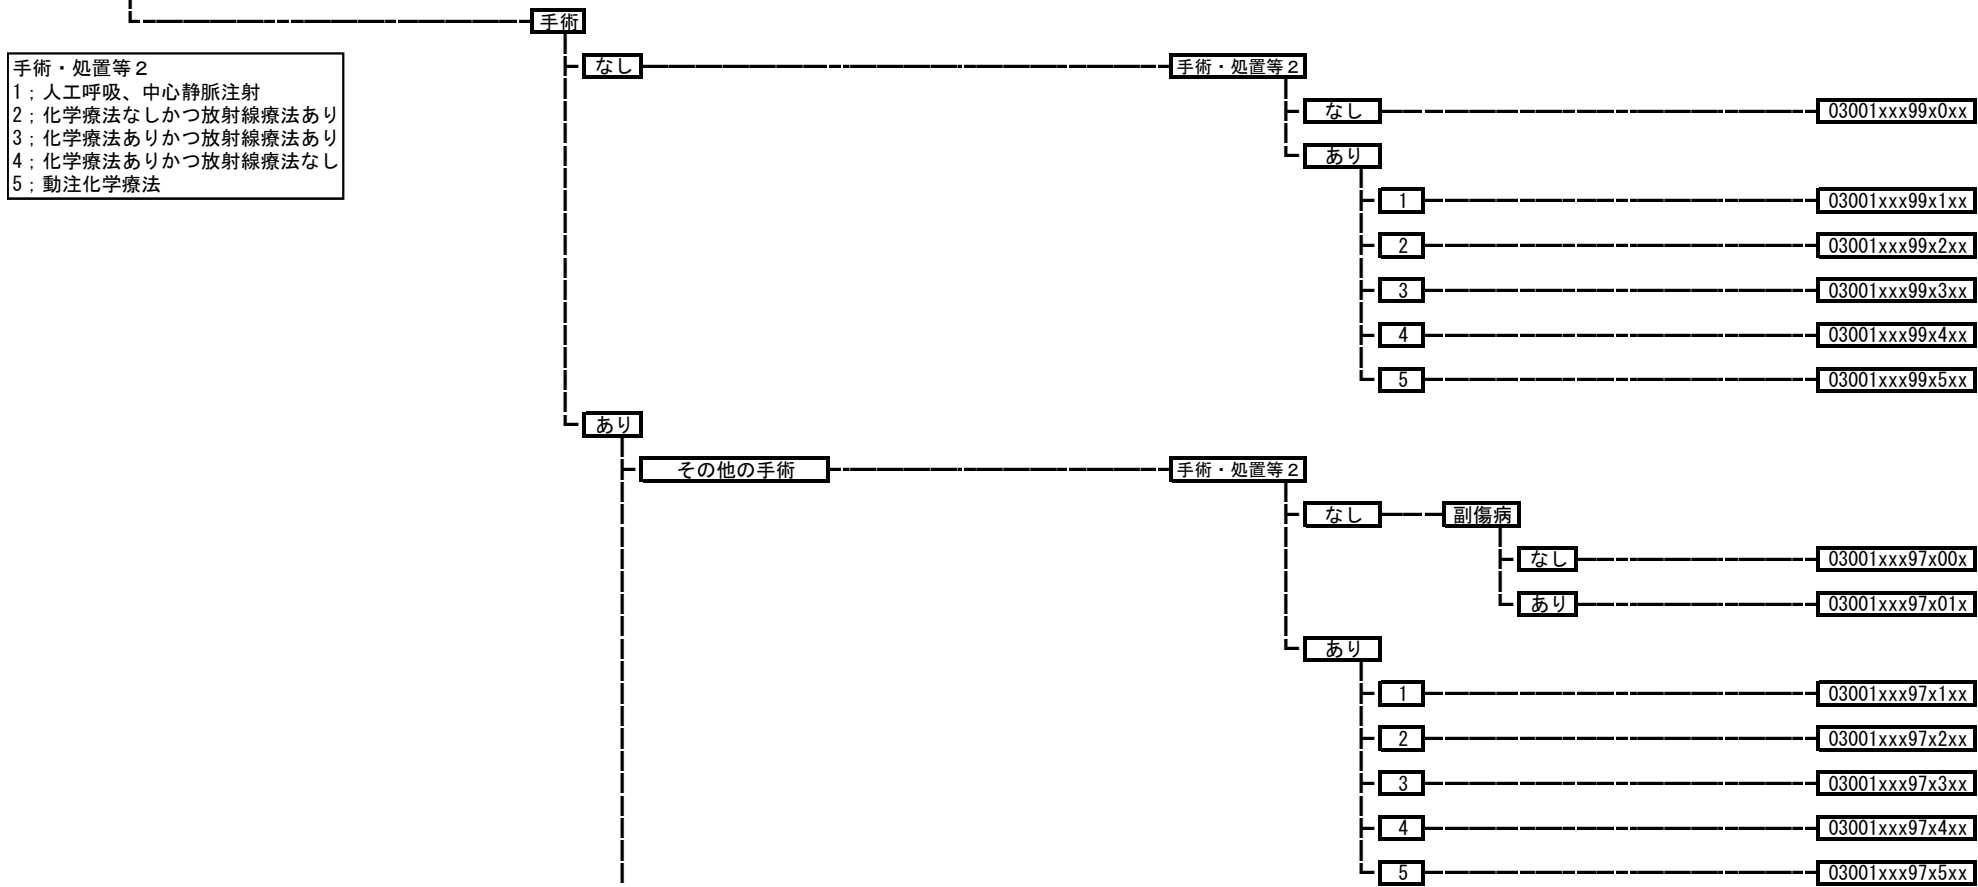 手術
手術・処置等２
1；人工呼吸、中心静脈注射
2；化学療法なしかつ放射線療法あり
3；化学療法ありかつ放射線療法あり
4；化学療法ありかつ放射線療法なし
5；動注化学療法
なし
手術・処置等２
なし
03001xxx99x0xx
あり
1
03001xxx99x1xx
2
03001xxx99x2xx
3
03001xxx99x3xx
4
03001xxx99x4xx
5
03001xxx99x5xx
あり
その他の手術
手術・処置等２
なし
副傷病
なし
03001xxx97x00x
あり
03001xxx97x01x
あり
1
03001xxx97x1xx
2
03001xxx97x2xx
3
03001xxx97x3xx
4
03001xxx97x4xx
5
03001xxx97x5xx